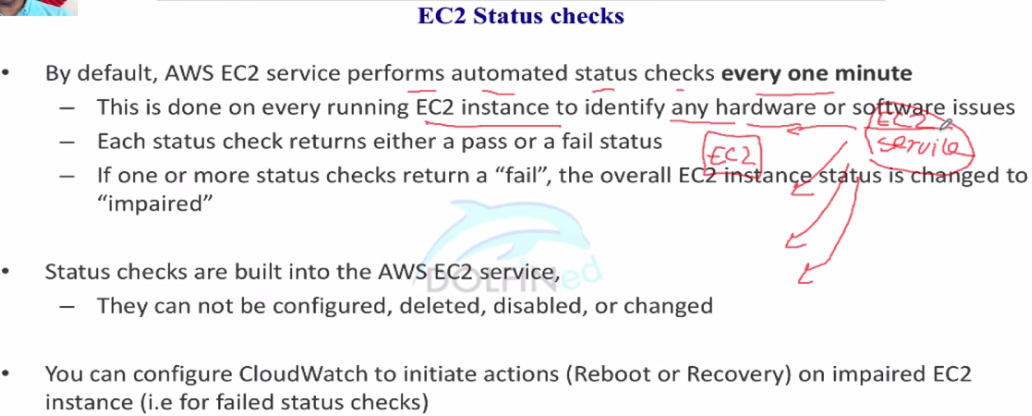 EC2 Status checks
• By default, AWS EC2 service performs automated status checks every one minute
– This is done on every running EC2 instance to identify any hardware or software issues
EC2
service
– Each status check returns either a pass or a fail status
EC2
– If one or more status checks return a “fail”, the overall EC2 instance status is changed to
“impaired”
• Status checks are built into the AWS EC2 service,
DOLFINed
– They can not be configured, deleted, disabled, or changed
• You can configure CloudWatch to initiate actions (Reboot or Recovery) on impaired EC2
instance (i.e for failed status checks)